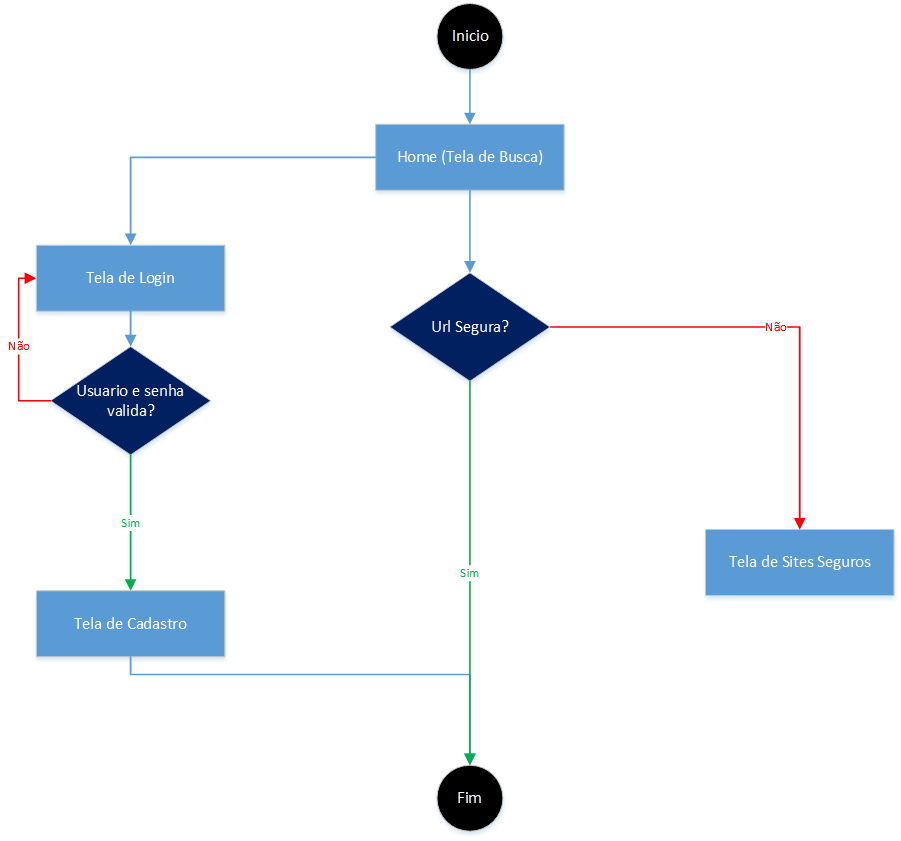 Inicio
Home (Tela de Busca)
Tela de Login
Url Segura?
Não
Não
Usuario e senha
valida?
Sim
Tela de Sites Seguros
Sim
Tela de Cadastro
Fim